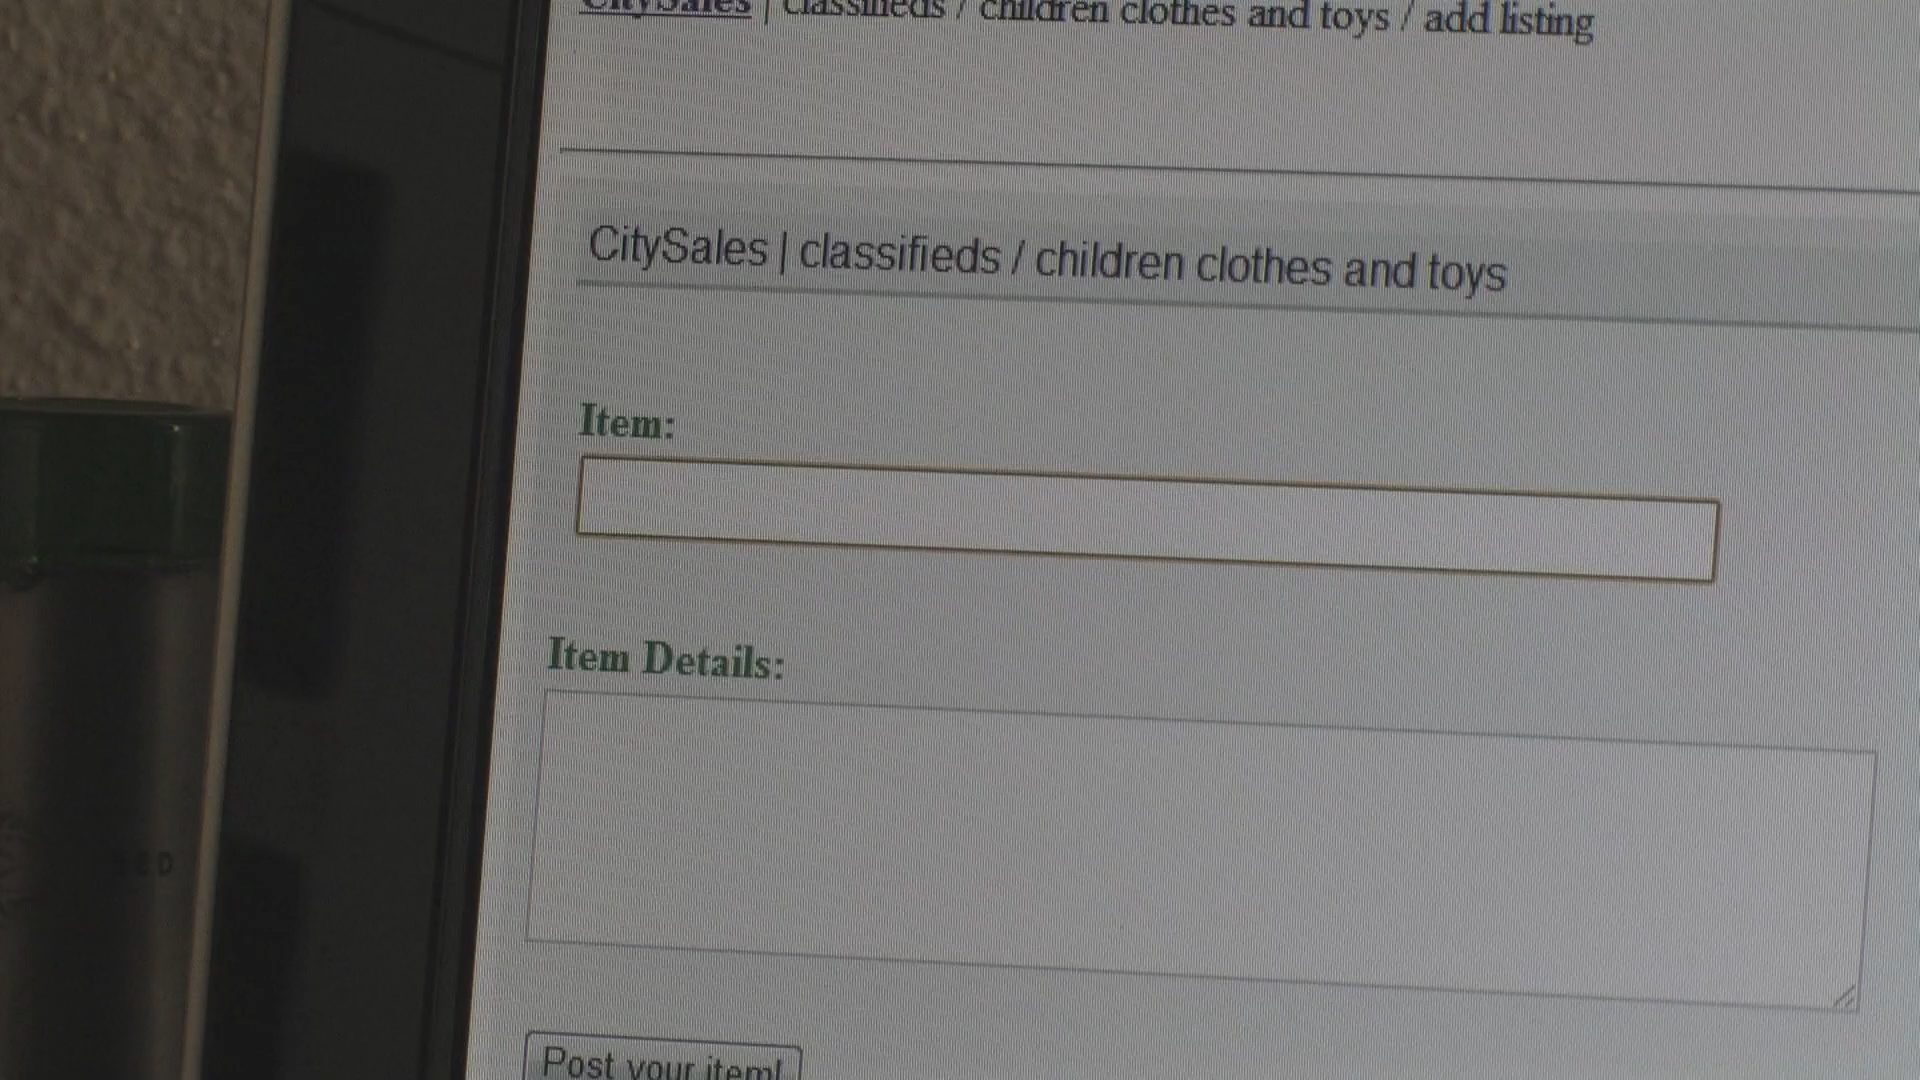 CitySales | classifieds / children clothes and toys / add listing
CitySales | classifieds / children clothes and toys
Item:
Item Details:
Post your item!